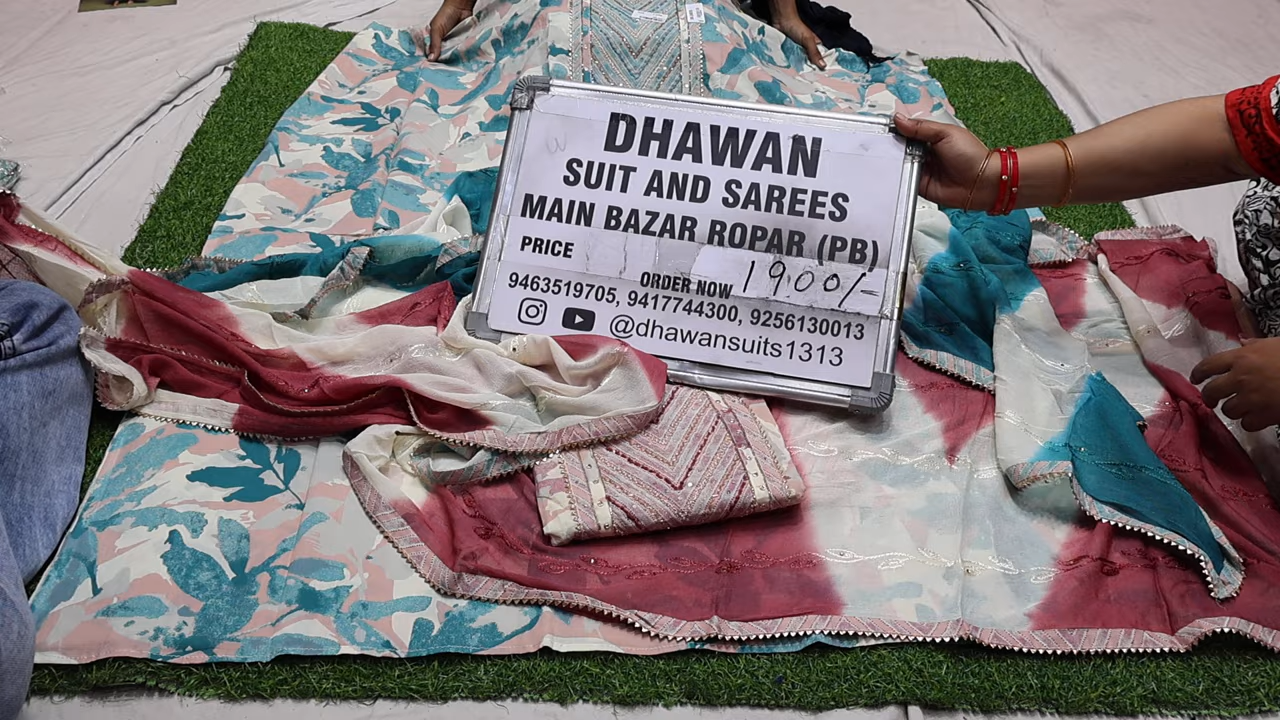 DHAWAN
SUIT AND SAREES
MAIN BAZAR ROPAR (PB)
PRICE
ORDER NOW 1900/-
9463519705, 9417744300, 9256130013
@dhawansuits1313